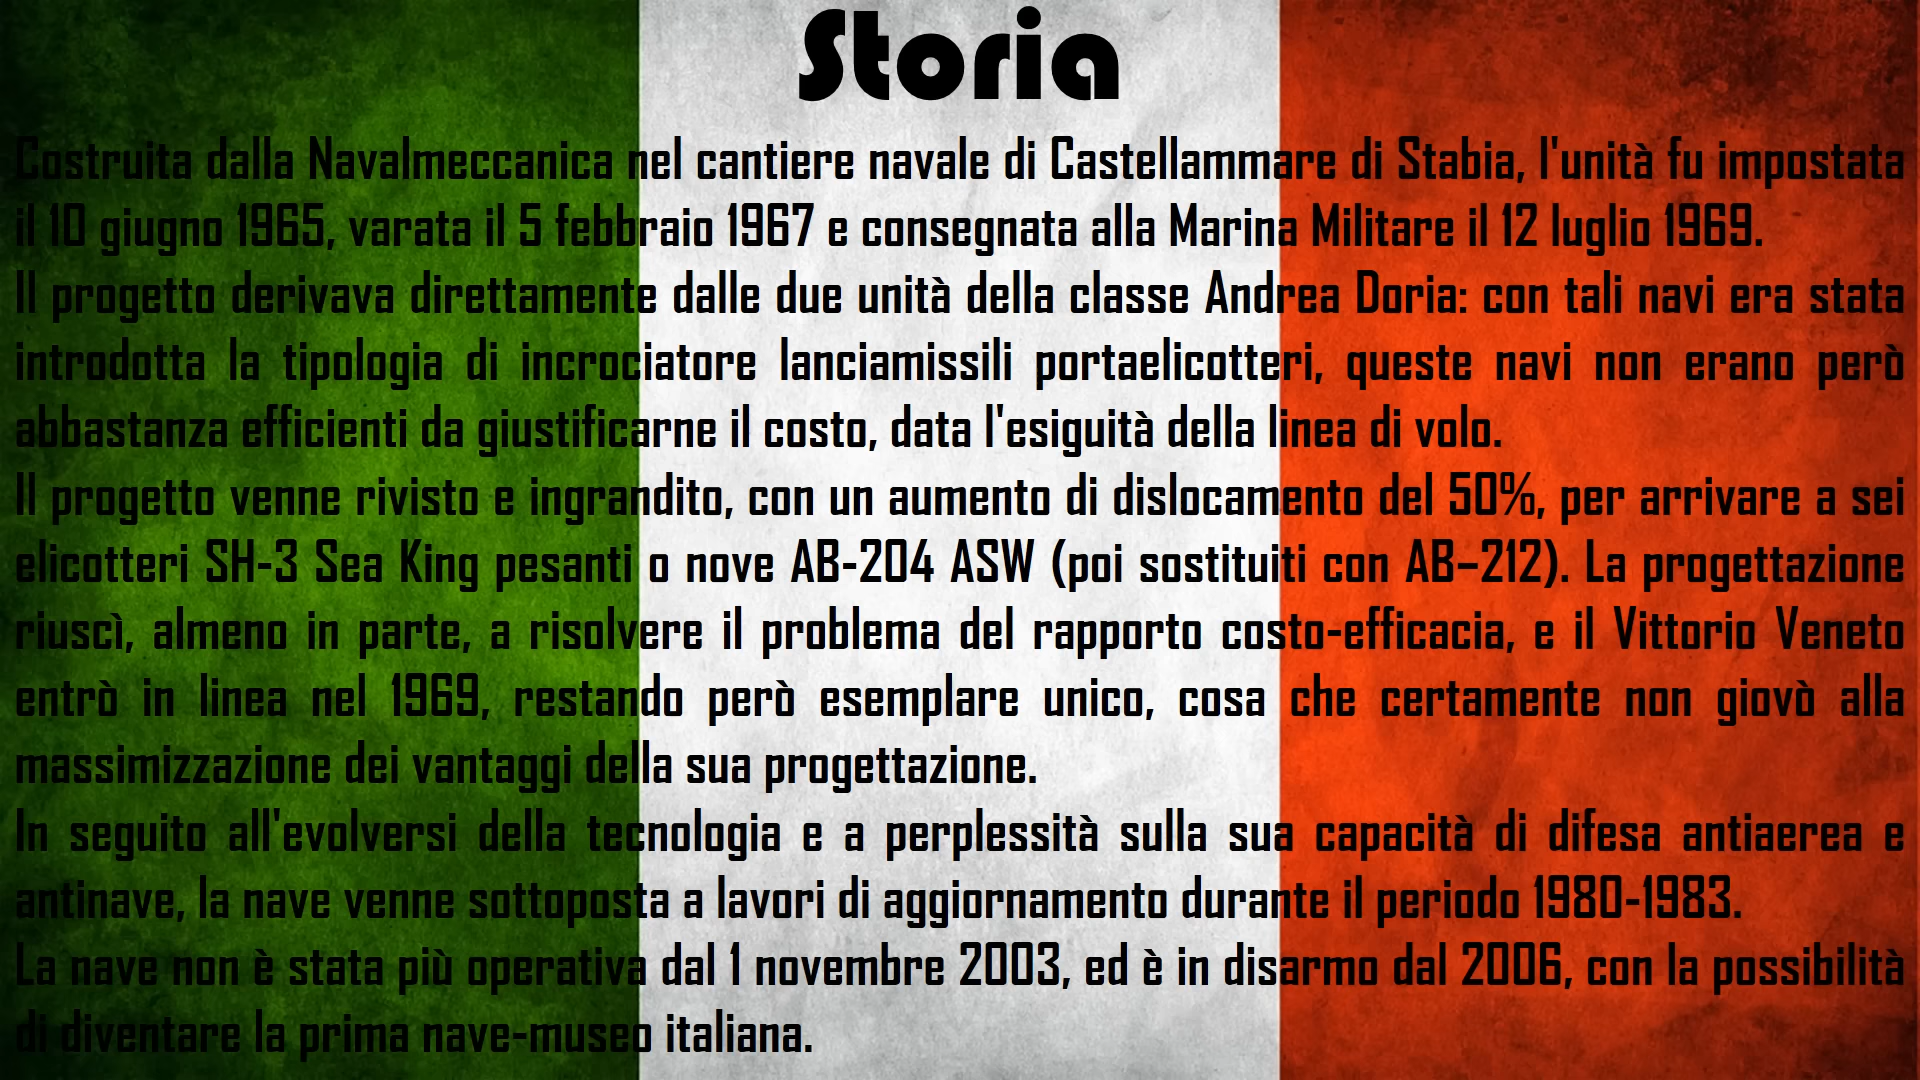 Storia
Costruita dalla Navalmeccanica nel cantiere navale di Castellammare di Stabia, l'unità fu impostata
il 10 giugno 1965, varata il 5 febbraio 1967 e consegnata alla Marina Militare il 12 luglio 1969.
Il progetto derivava direttamente dalle due unità della classe Andrea Doria: con tali navi era stata
introdotta la tipologia di incrociatore lanciamissili portaelicotteri, queste navi non erano però
abbastanza efficienti da giustificarne il costo, data l'esiguità della linea di volo.
Il progetto venne rivisto e ingrandito, con un aumento di dislocamento del 50%, per arrivare a sei
elicotteri SH-3 Sea King pesanti o nove AB-204 ASW (poi sostituiti con AB–212). La progettazione
riuscì, almeno in parte, a risolvere il problema del rapporto costo-efficacia, e il Vittorio Veneto
entrò in linea nel 1969, restando però esemplare unico, cosa che certamente non giovò alla
massimizzazione dei vantaggi della sua progettazione.
In seguito all'evolversi della tecnologia e a perplessità sulla sua capacità di difesa antiaerea e
antinave, la nave venne sottoposta a lavori di aggiornamento durante il periodo 1980-1983.
La nave non è stata più operativa dal 1 novembre 2003, ed è in disarmo dal 2006, con la possibilità
di diventare la prima nave-museo italiana.